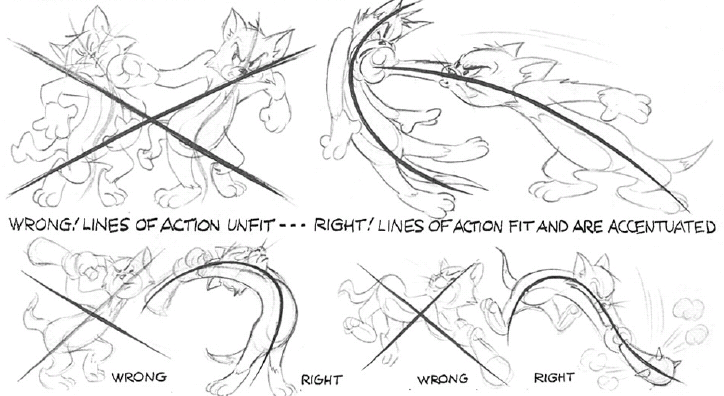 WRONG! LINES OF ACTION UNFIT --- RIGHT! LINES OF ACTION FIT AND ARE ACCENTUATED
WRONG RIGHT WRONG RIGHT